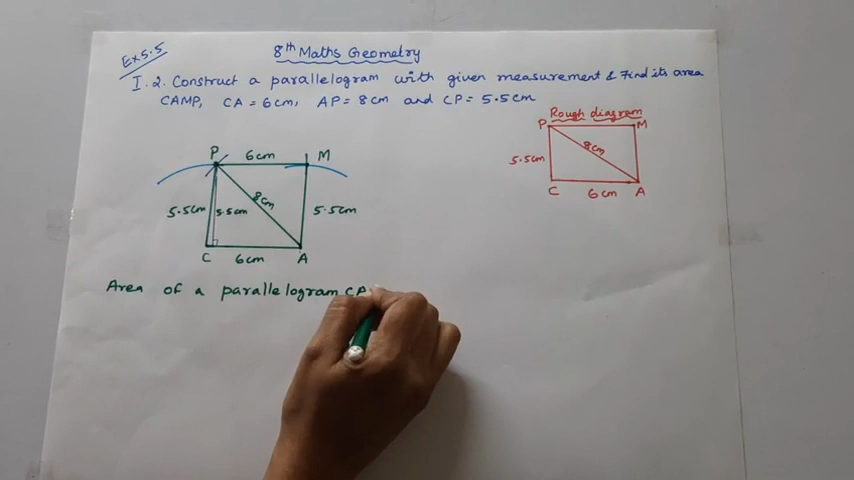 Ex 5.5
8th Maths Geometry
I. 2. Construct a parallelogram with given measurement & Find its area
CAMP, CA = 6cm, AP = 8cm and CP = 5.5cm
Rough diagram
P M
8cm
5.5cm
C 6cm A
P 6cm M
8cm
5.5cm 5.5cm 5.5cm
C 6cm A
Area of a parallelogram CA